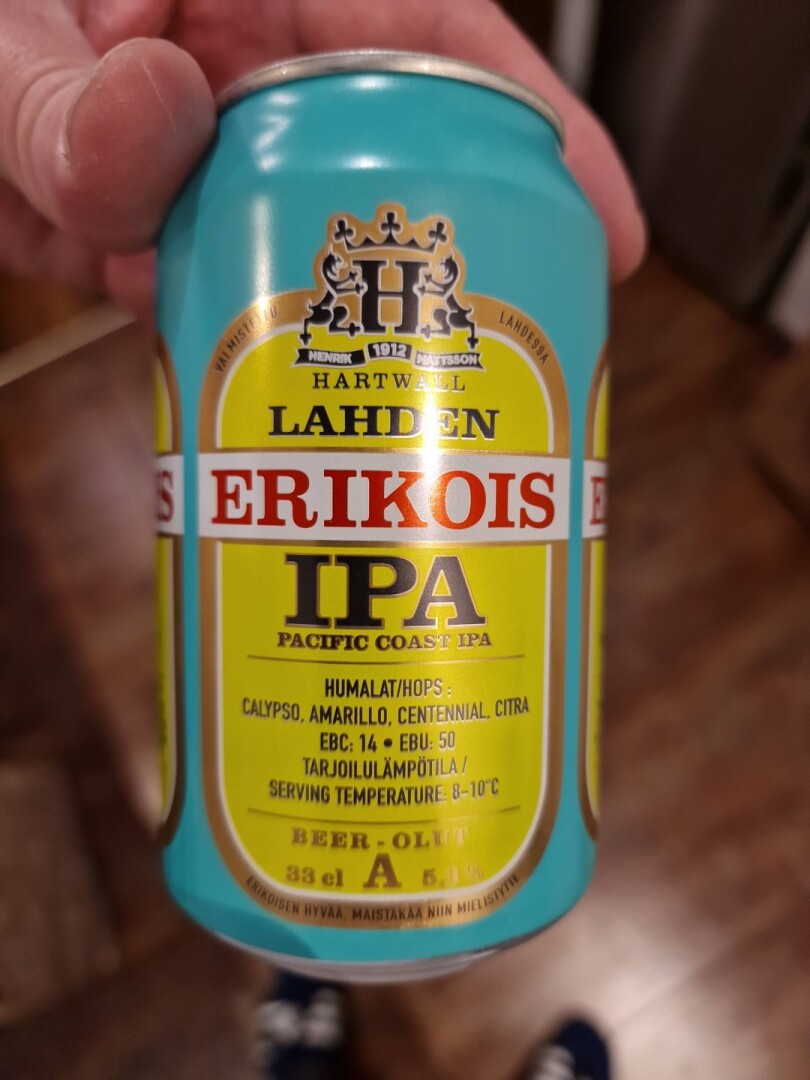 H
VALMISTETTU LAHDESSA
HENRIK 1912 MATTSSON
HARTWALL
LAHDEN
ERIKOIS
IPA
PACIFIC COAST IPA
HUMALAT/HOPS :
CALYPSO, AMARILLO, CENTENNIAL, CITRA
EBC: 14 • EBU: 50
TARJOILULÄMPÖTILA /
SERVING TEMPERATURE: 8–10°C
BEER - OLUT
33 cl A
ERIKOISEN HYVÄÄ, MAISTAKAA NIIN MIELISTYTTE